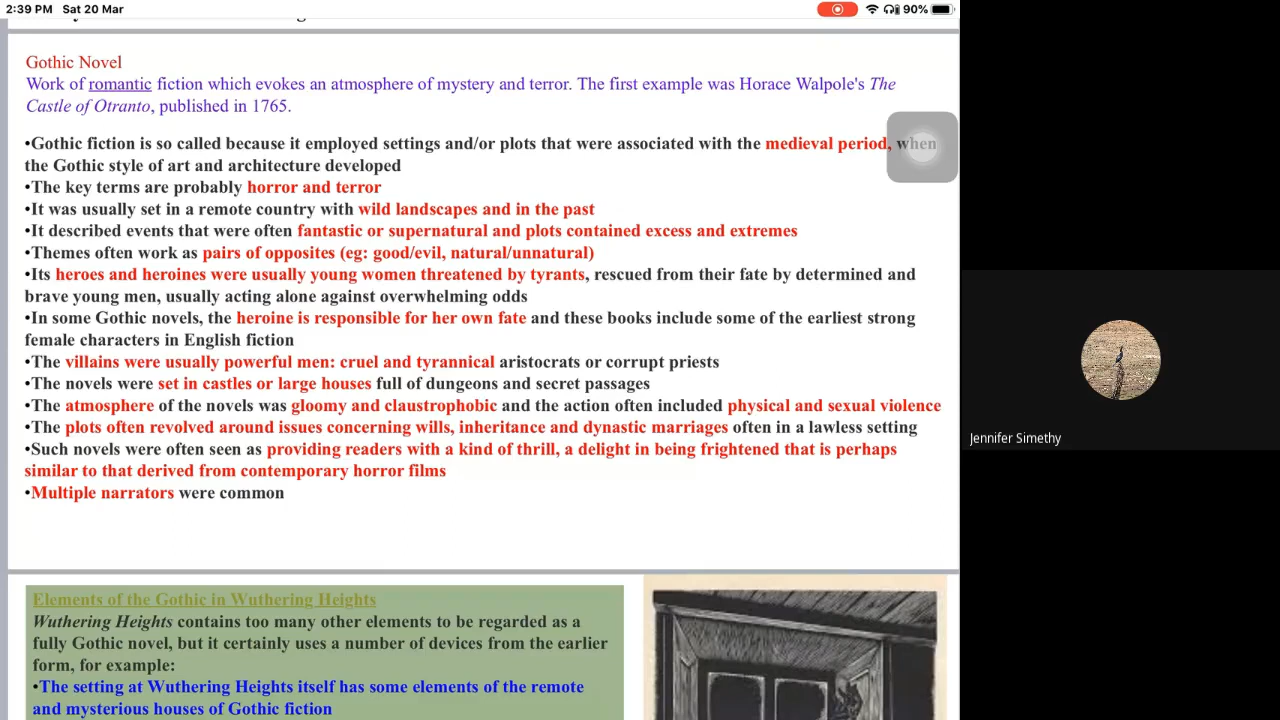 2:39 PM Sat 20 Mar
90%
Gothic Novel
Work of romantic fiction which evokes an atmosphere of mystery and terror. The first example was Horace Walpole's The
Castle of Otranto, published in 1765.
•Gothic fiction is so called because it employed settings and/or plots that were associated with the medieval period, when
the Gothic style of art and architecture developed
•The key terms are probably horror and terror
•It was usually set in a remote country with wild landscapes and in the past
•It described events that were often fantastic or supernatural and plots contained excess and extremes
•Themes often work as pairs of opposites (eg: good/evil, natural/unnatural)
•Its heroes and heroines were usually young women threatened by tyrants, rescued from their fate by determined and
brave young men, usually acting alone against overwhelming odds
•In some Gothic novels, the heroine is responsible for her own fate and these books include some of the earliest strong
female characters in English fiction
•The villains were usually powerful men: cruel and tyrannical aristocrats or corrupt priests
•The novels were set in castles or large houses full of dungeons and secret passages
•The atmosphere of the novels was gloomy and claustrophobic and the action often included physical and sexual violence
•The plots often revolved around issues concerning wills, inheritance and dynastic marriages often in a lawless setting
•Such novels were often seen as providing readers with a kind of thrill, a delight in being frightened that is perhaps
similar to that derived from contemporary horror films
•Multiple narrators were common
Jennifer Simethy
Elements of the Gothic in Wuthering Heights
Wuthering Heights contains too many other elements to be regarded as a
fully Gothic novel, but it certainly uses a number of devices from the earlier
form, for example:
•The setting at Wuthering Heights itself has some elements of the remote
and mysterious houses of Gothic fiction